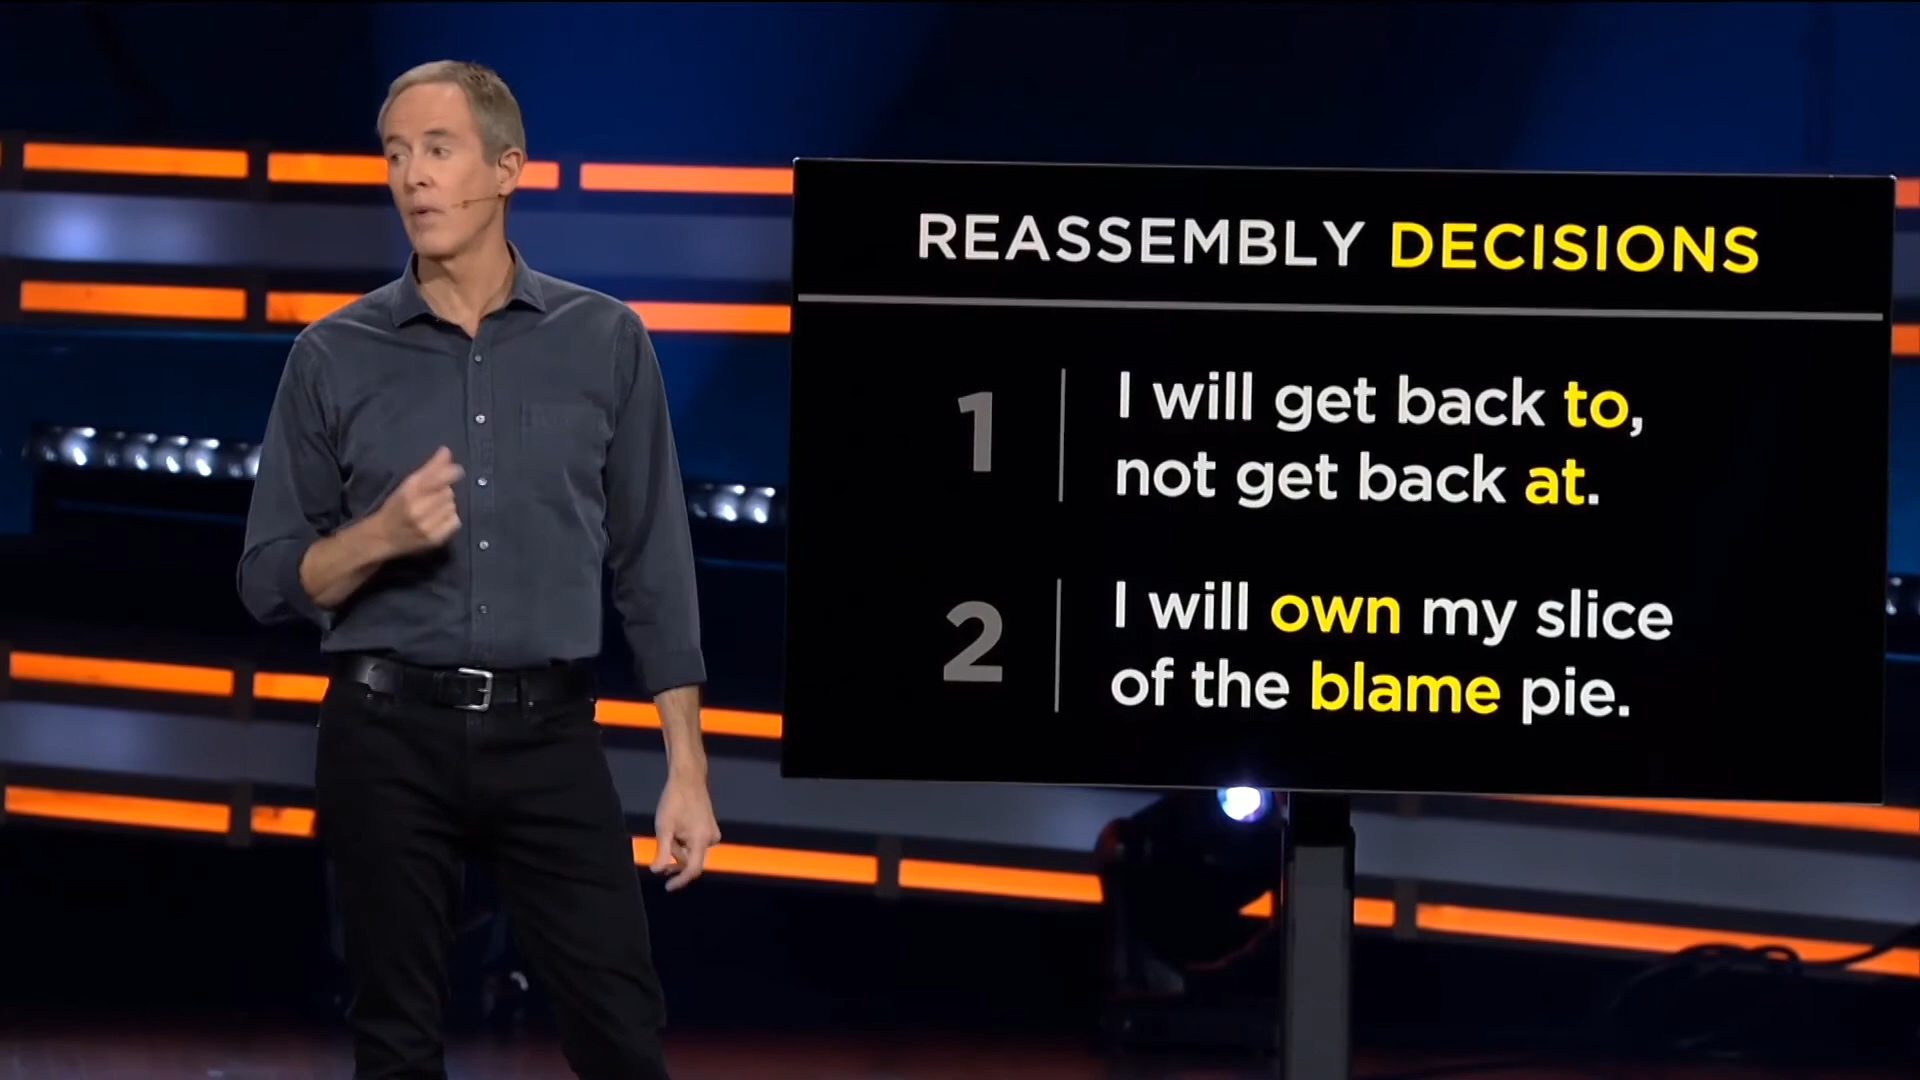 REASSEMBLY DECISIONS
1
I will get back to,
not get back at.
2
I will own my slice
of the blame pie.